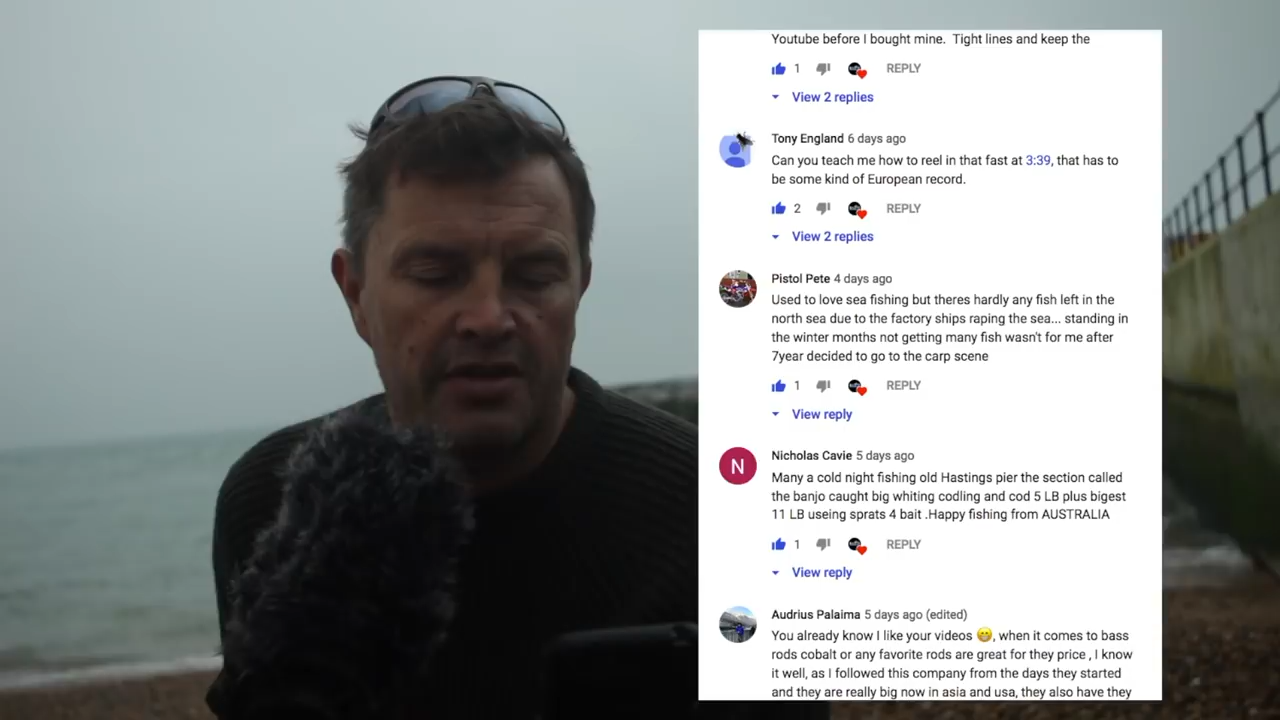 Youtube before I bought mine.  Tight lines and keep the
1 REPLY
View 2 replies
Tony England 6 days ago
Can you teach me how to reel in that fast at 3:39, that has to
be some kind of European record.
2 REPLY
View 2 replies
Pistol Pete 4 days ago
Used to love sea fishing but theres hardly any fish left in the
north sea due to the factory ships raping the sea... standing in
the winter months not getting many fish wasn't for me after
7year decided to go to the carp scene
1 REPLY
View reply
N
Nicholas Cavie 5 days ago
Many a cold night fishing old Hastings pier the section called
the banjo caught big whiting codling and cod 5 LB plus bigest
11 LB useing sprats 4 bait .Happy fishing from AUSTRALIA
1 REPLY
View reply
Audrius Palaima 5 days ago (edited)
You already know I like your videos 😁, when it comes to bass
rods cobalt or any favorite rods are great for they price , I know
it well, as I followed this company from the days they started
and they are really big now in asia and usa, they also have they